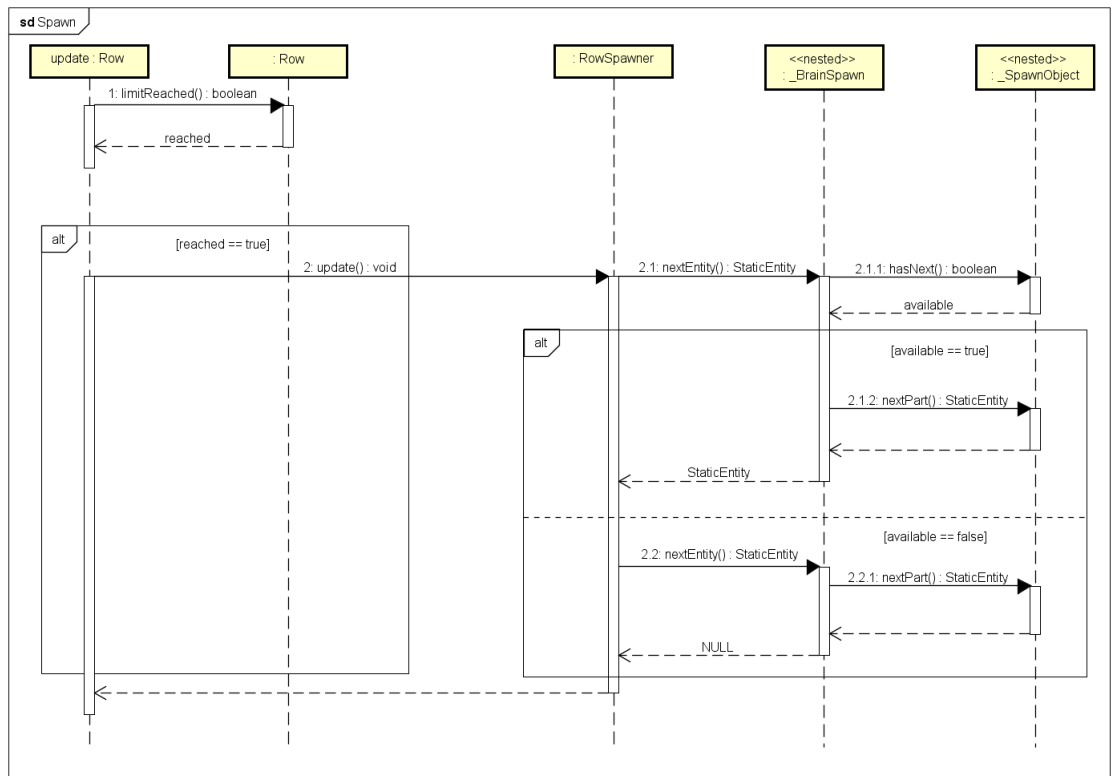 sd Spawn
update : Row
: Row
: RowSpawner
<<nested>>
: _BrainSpawn
<<nested>>
: _SpawnObject
1: limitReached() : boolean
reached
alt
[reached == true]
2: update() : void
2.1: nextEntity() : StaticEntity
2.1.1: hasNext() : boolean
available
alt
[available == true]
2.1.2: nextPart() : StaticEntity
StaticEntity
[available == false]
2.2: nextEntity() : StaticEntity
2.2.1: nextPart() : StaticEntity
NULL